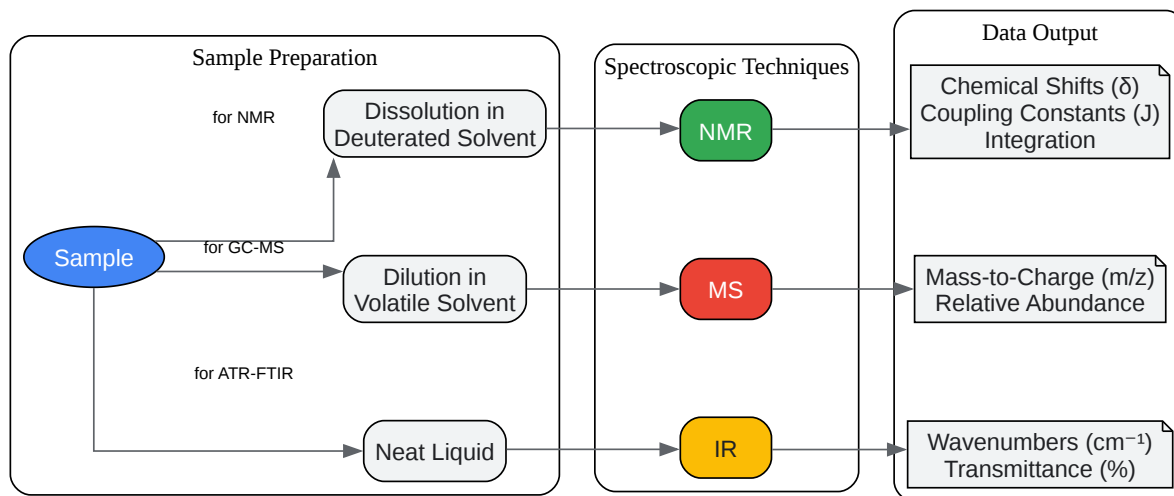 Sample Preparation
Spectroscopic Techniques
Data Output
for NMR
Dissolution in
Deuterated Solvent
NMR
Chemical Shifts (δ)
Coupling Constants (J)
Integration
Sample
for GC-MS
Dilution in
Volatile Solvent
MS
Mass-to-Charge (m/z)
Relative Abundance
for ATR-FTIR
Neat Liquid
IR
Wavenumbers (cm⁻¹)
Transmittance (%)